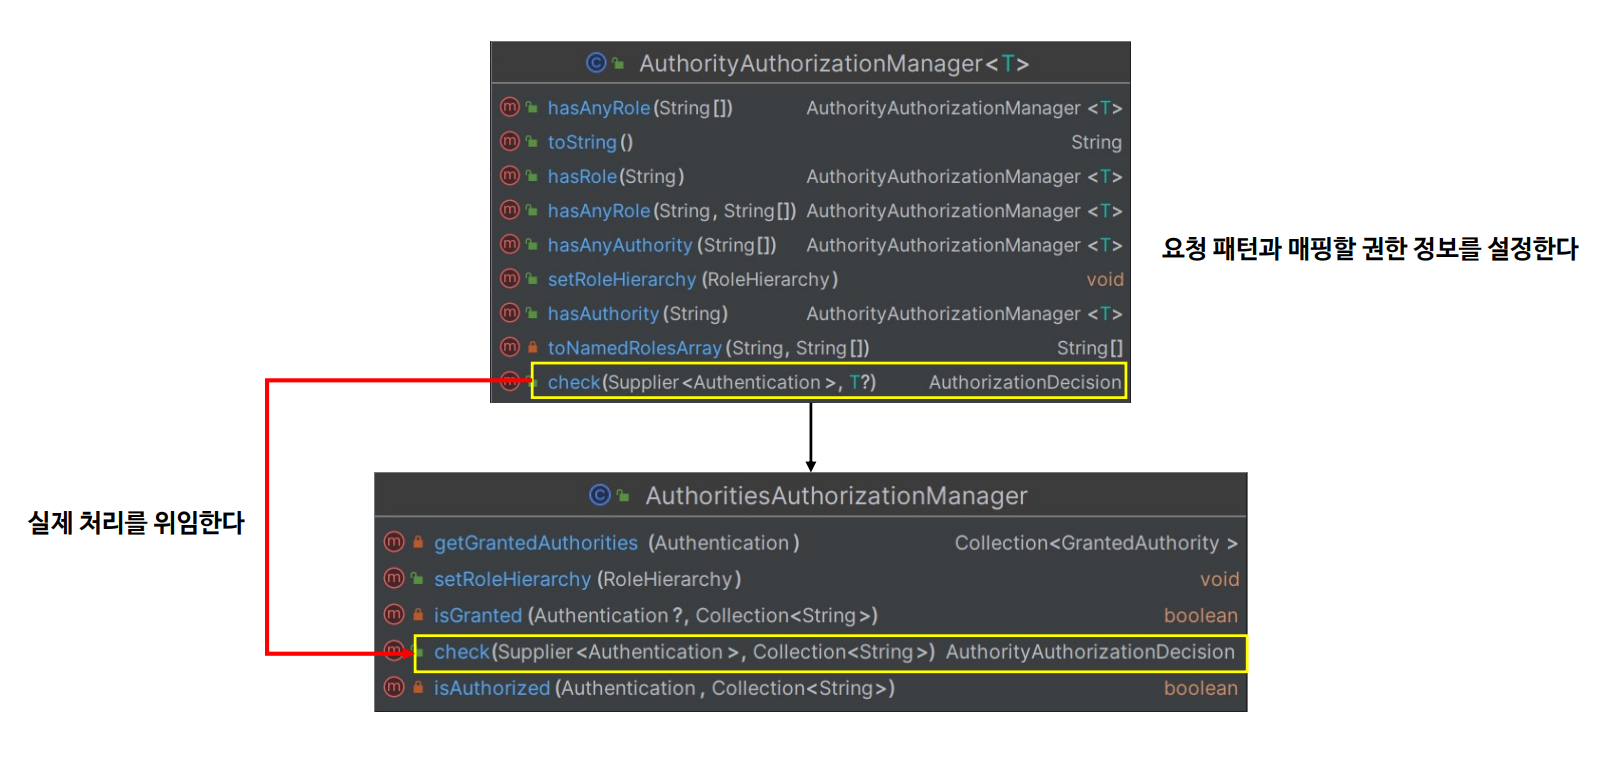 AuthorityAuthorizationManager<T>
hasAnyRole(String[]) AuthorityAuthorizationManager <T>
toString() String
hasRole(String) AuthorityAuthorizationManager <T>
hasAnyRole(String, String[]) AuthorityAuthorizationManager <T>
hasAnyAuthority(String[]) AuthorityAuthorizationManager <T>
setRoleHierarchy(RoleHierarchy) void
hasAuthority(String) AuthorityAuthorizationManager <T>
toNamedRolesArray(String, String[]) String[]
check(Supplier<Authentication>, T?) AuthorizationDecision
요청 패턴과 매핑할 권한 정보를 설정한다
실제 처리를 위임한다
AuthoritiesAuthorizationManager
getGrantedAuthorities (Authentication) Collection<GrantedAuthority >
setRoleHierarchy(RoleHierarchy) void
isGranted(Authentication?, Collection<String>) boolean
check(Supplier<Authentication>, Collection<String>) AuthorityAuthorizationDecision
isAuthorized(Authentication, Collection<String>) boolean